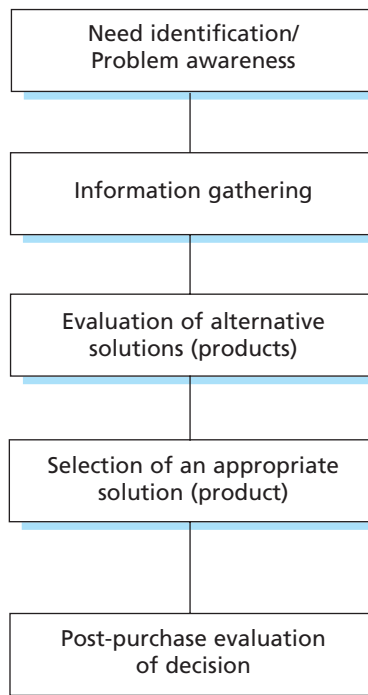 Need identification/
Problem awareness
Information gathering
Evaluation of alternative
solutions (products)
Selection of an appropriate
solution (product)
Post-purchase evaluation
of decision